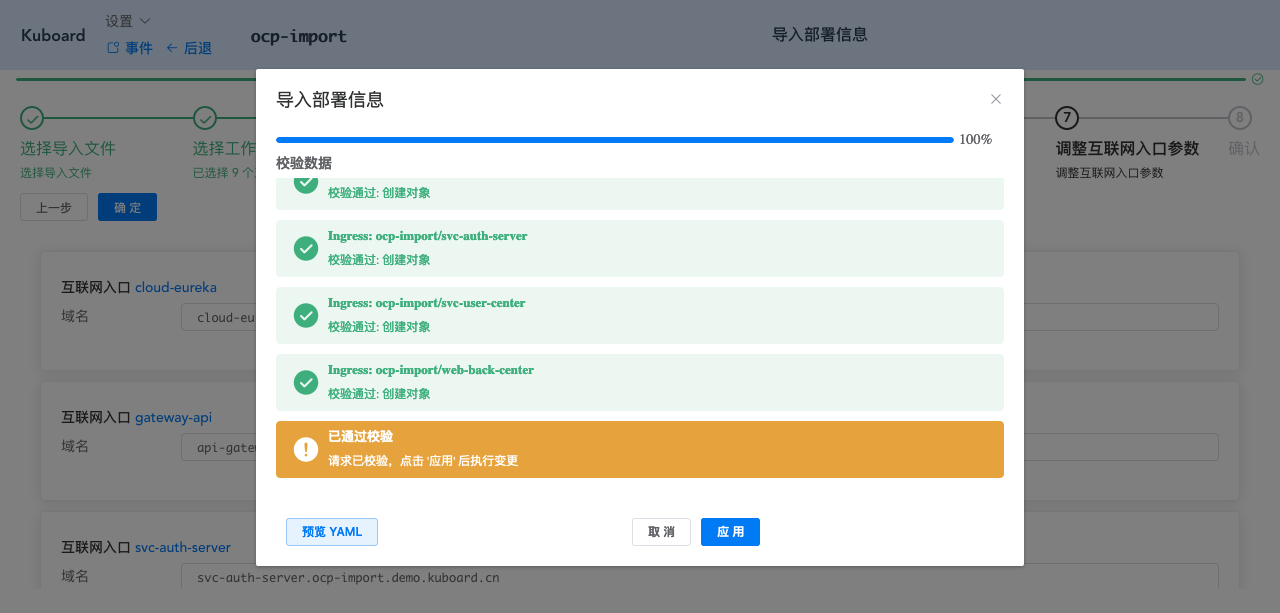 Kuboard
设置
事件 后退
ocp-import
导入部署信息
选择导入文件
选择导入文件
选择工作
已选择 9 个
7
调整互联网入口参数
调整互联网入口参数
8
确认
上一步 确 定
互联网入口 cloud-eureka
域名 cloud-eu
互联网入口 gateway-api
域名 api-gate
互联网入口 svc-auth-server
域名 svc-auth-server.ocp-import.demo.kuboard.cn
导入部署信息
100%
校验数据
校验通过: 创建对象
Ingress: ocp-import/svc-auth-server
校验通过: 创建对象
Ingress: ocp-import/svc-user-center
校验通过: 创建对象
Ingress: ocp-import/web-back-center
校验通过: 创建对象
已通过校验
请求已校验，点击 '应用' 后执行变更
预览 YAML 取 消 应 用